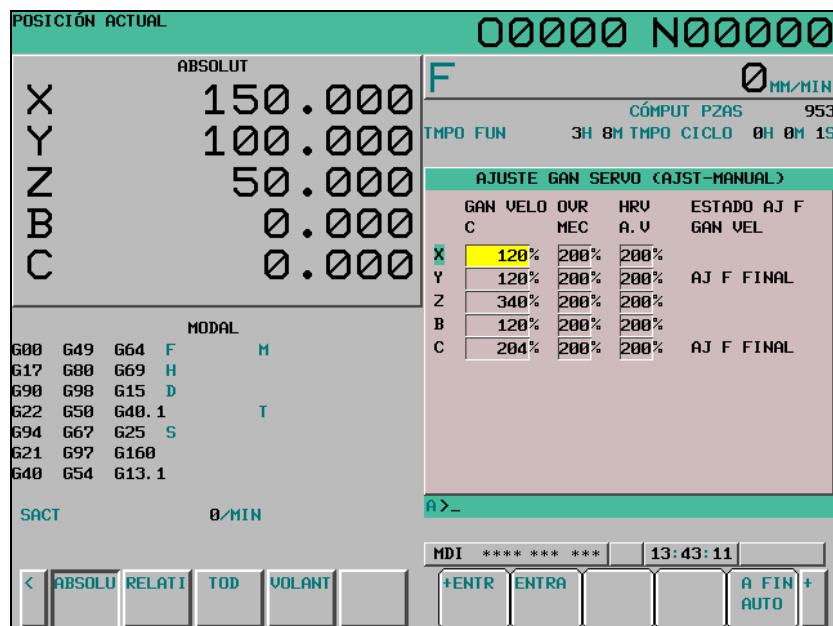 POSICIÓN ACTUAL
O0000 N00000
ABSOLUT
X 150.000
Y 100.000
Z 50.000
B 0.000
C 0.000
F 0 MM/MIN
CÓMPUT PZAS 953
TMPO FUN 3H 8M TMPO CICLO 0H 0M 1S
AJUSTE GAN SERVO (AJST-MANUAL)
GAN VELO OVR HRV ESTADO AJ F
C MEC A.V GAN VEL
X 120% 200% 200%
Y 120% 200% 200% AJ F FINAL
Z 340% 200% 200%
B 120% 200% 200%
C 204% 200% 200% AJ F FINAL
MODAL
G00 G49 G64 F M
G17 G80 G69 H
G90 G98 G15 D
G22 G50 G40.1 T
G94 G67 G25 S
G21 G97 G160
G40 G54 G13.1
SACT 0/MIN
A>_
MDI **** *** *** 13:43:11
< ABSOLU RELATI TOD VOLANT
+ENTR ENTRA A FIN +
AUTO